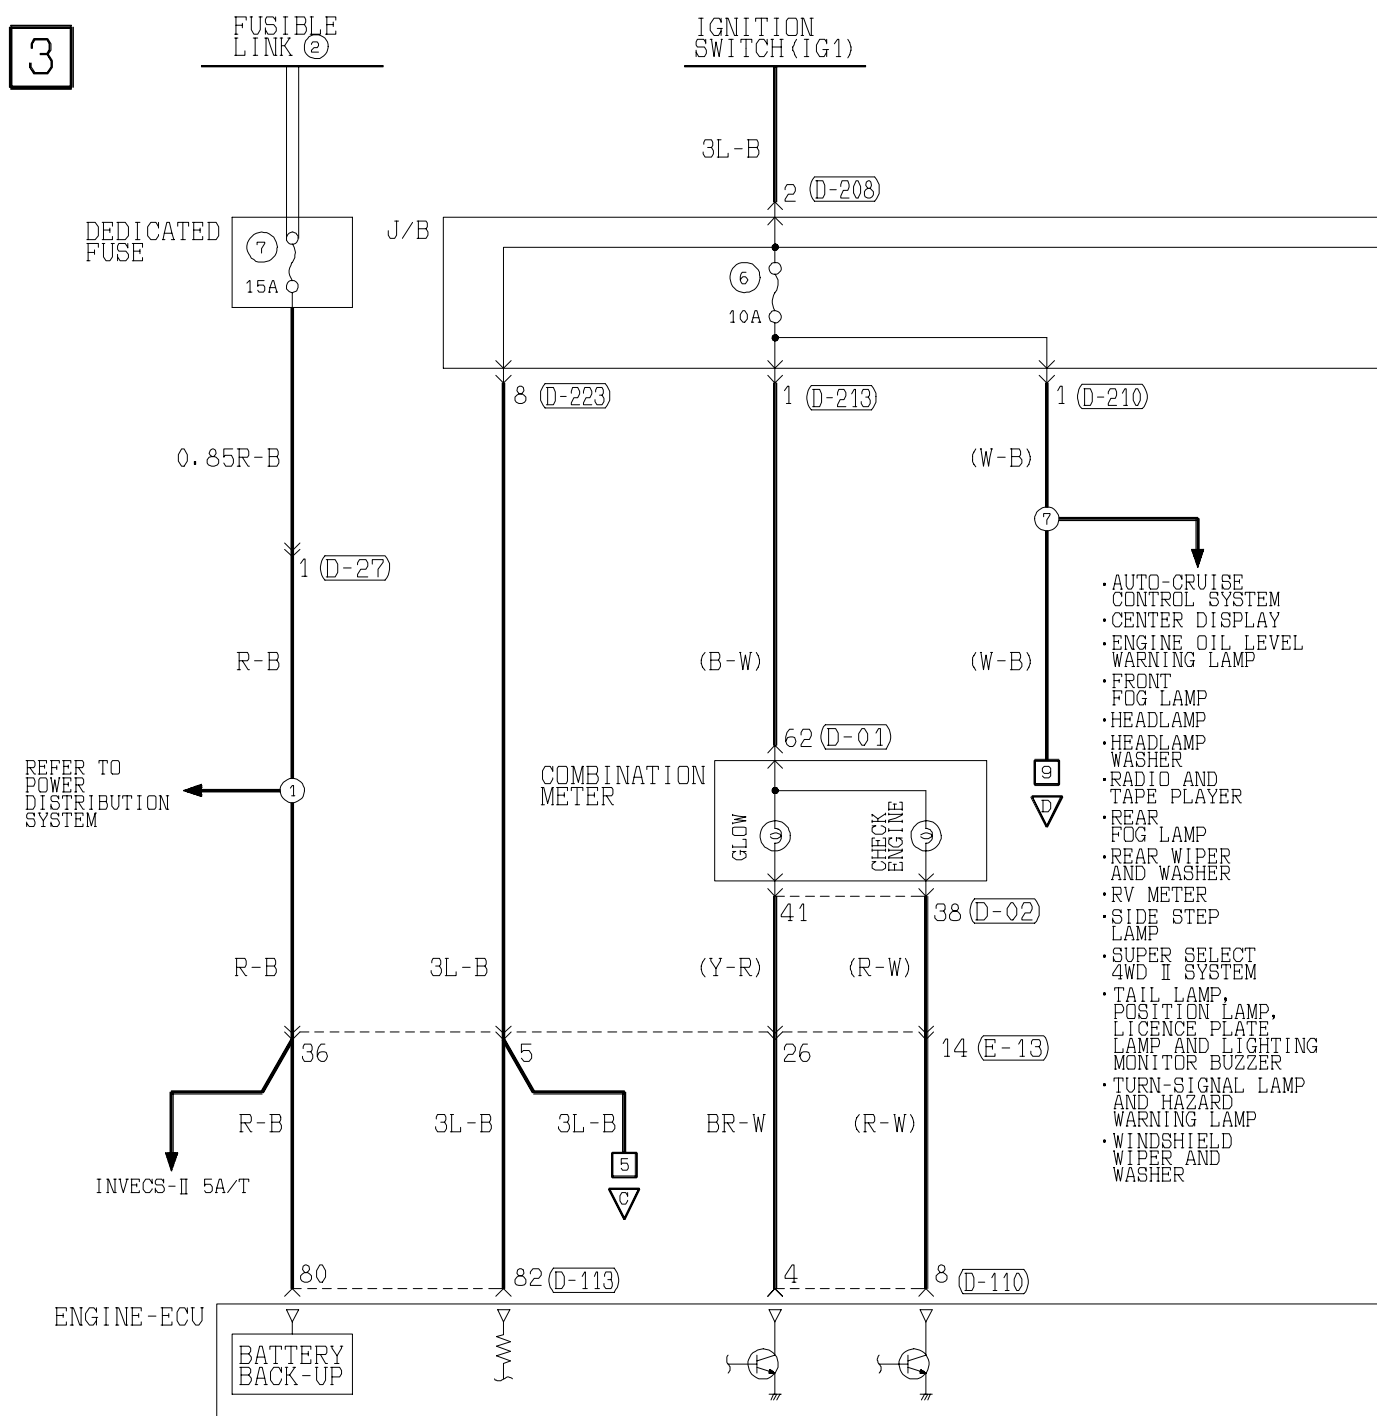 3
FUSIBLE
LINK ②
IGNITION
SWITCH(IG1)
3L-B
2 (D-208)
DEDICATED
FUSE
J/B
7
15A
6
10A
8 (D-223)
1 (D-213)
1 (D-210)
0.85R-B
(W-B)
7
1 (D-27)
・AUTO-CRUISE
CONTROL SYSTEM
・CENTER DISPLAY
・ENGINE OIL LEVEL
WARNING LAMP
・FRONT
FOG LAMP
・HEADLAMP
・HEADLAMP
WASHER
・RADIO AND
TAPE PLAYER
・REAR
FOG LAMP
・REAR WIPER
AND WASHER
・RV METER
・SIDE STEP
LAMP
・SUPER SELECT
4WD Ⅱ SYSTEM
・TAIL LAMP,
POSITION LAMP,
LICENCE PLATE
LAMP AND LIGHTING
MONITOR BUZZER
・TURN-SIGNAL LAMP
AND HAZARD
WARNING LAMP
・WINDSHIELD
WIPER AND
WASHER
R-B
(B-W)
(W-B)
62 (D-01)
REFER TO
POWER
DISTRIBUTION
SYSTEM
1
COMBINATION
METER
9
D
GLOW
CHECK
ENGINE
41
38 (D-02)
R-B
3L-B
(Y-R)
(R-W)
36
5
26
14 (E-13)
R-B
3L-B
3L-B
BR-W
(R-W)
5
C
INVECS-Ⅱ 5A/T
80
82 (D-113)
4
8 (D-110)
ENGINE-ECU
BATTERY
BACK-UP